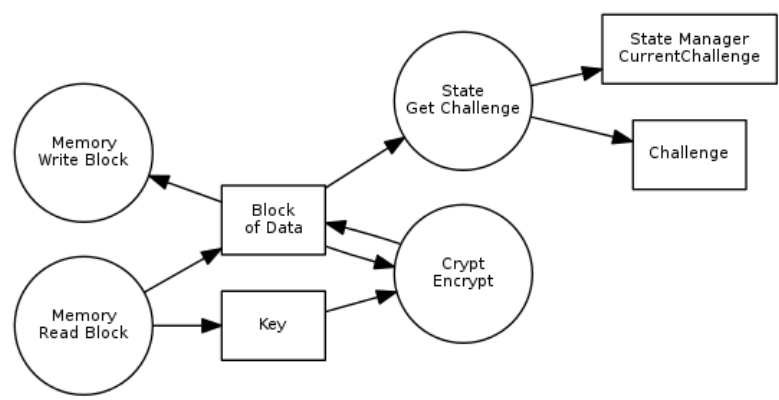 State Manager
CurrentChallenge
State
Get Challenge
Memory
Write Block
Challenge
Block
of Data
Crypt
Encrypt
Memory
Read Block
Key